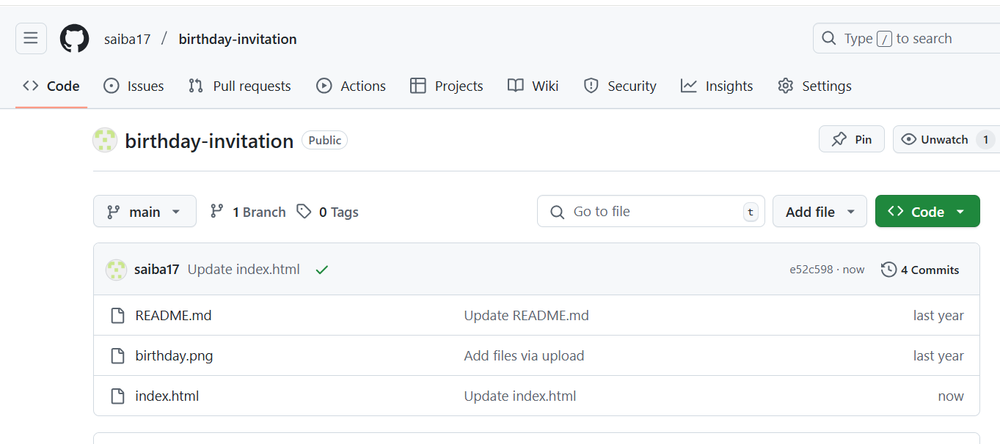 saiba17 / birthday-invitation
Type / to search
Code Issues Pull requests Actions Projects Wiki Security Insights Settings
birthday-invitation Public
Pin Unwatch 1
main 1 Branch 0 Tags
Go to file t Add file Code
saiba17 Update index.html e52c598 · now 4 Commits
README.md Update README.md last year
birthday.png Add files via upload last year
index.html Update index.html now